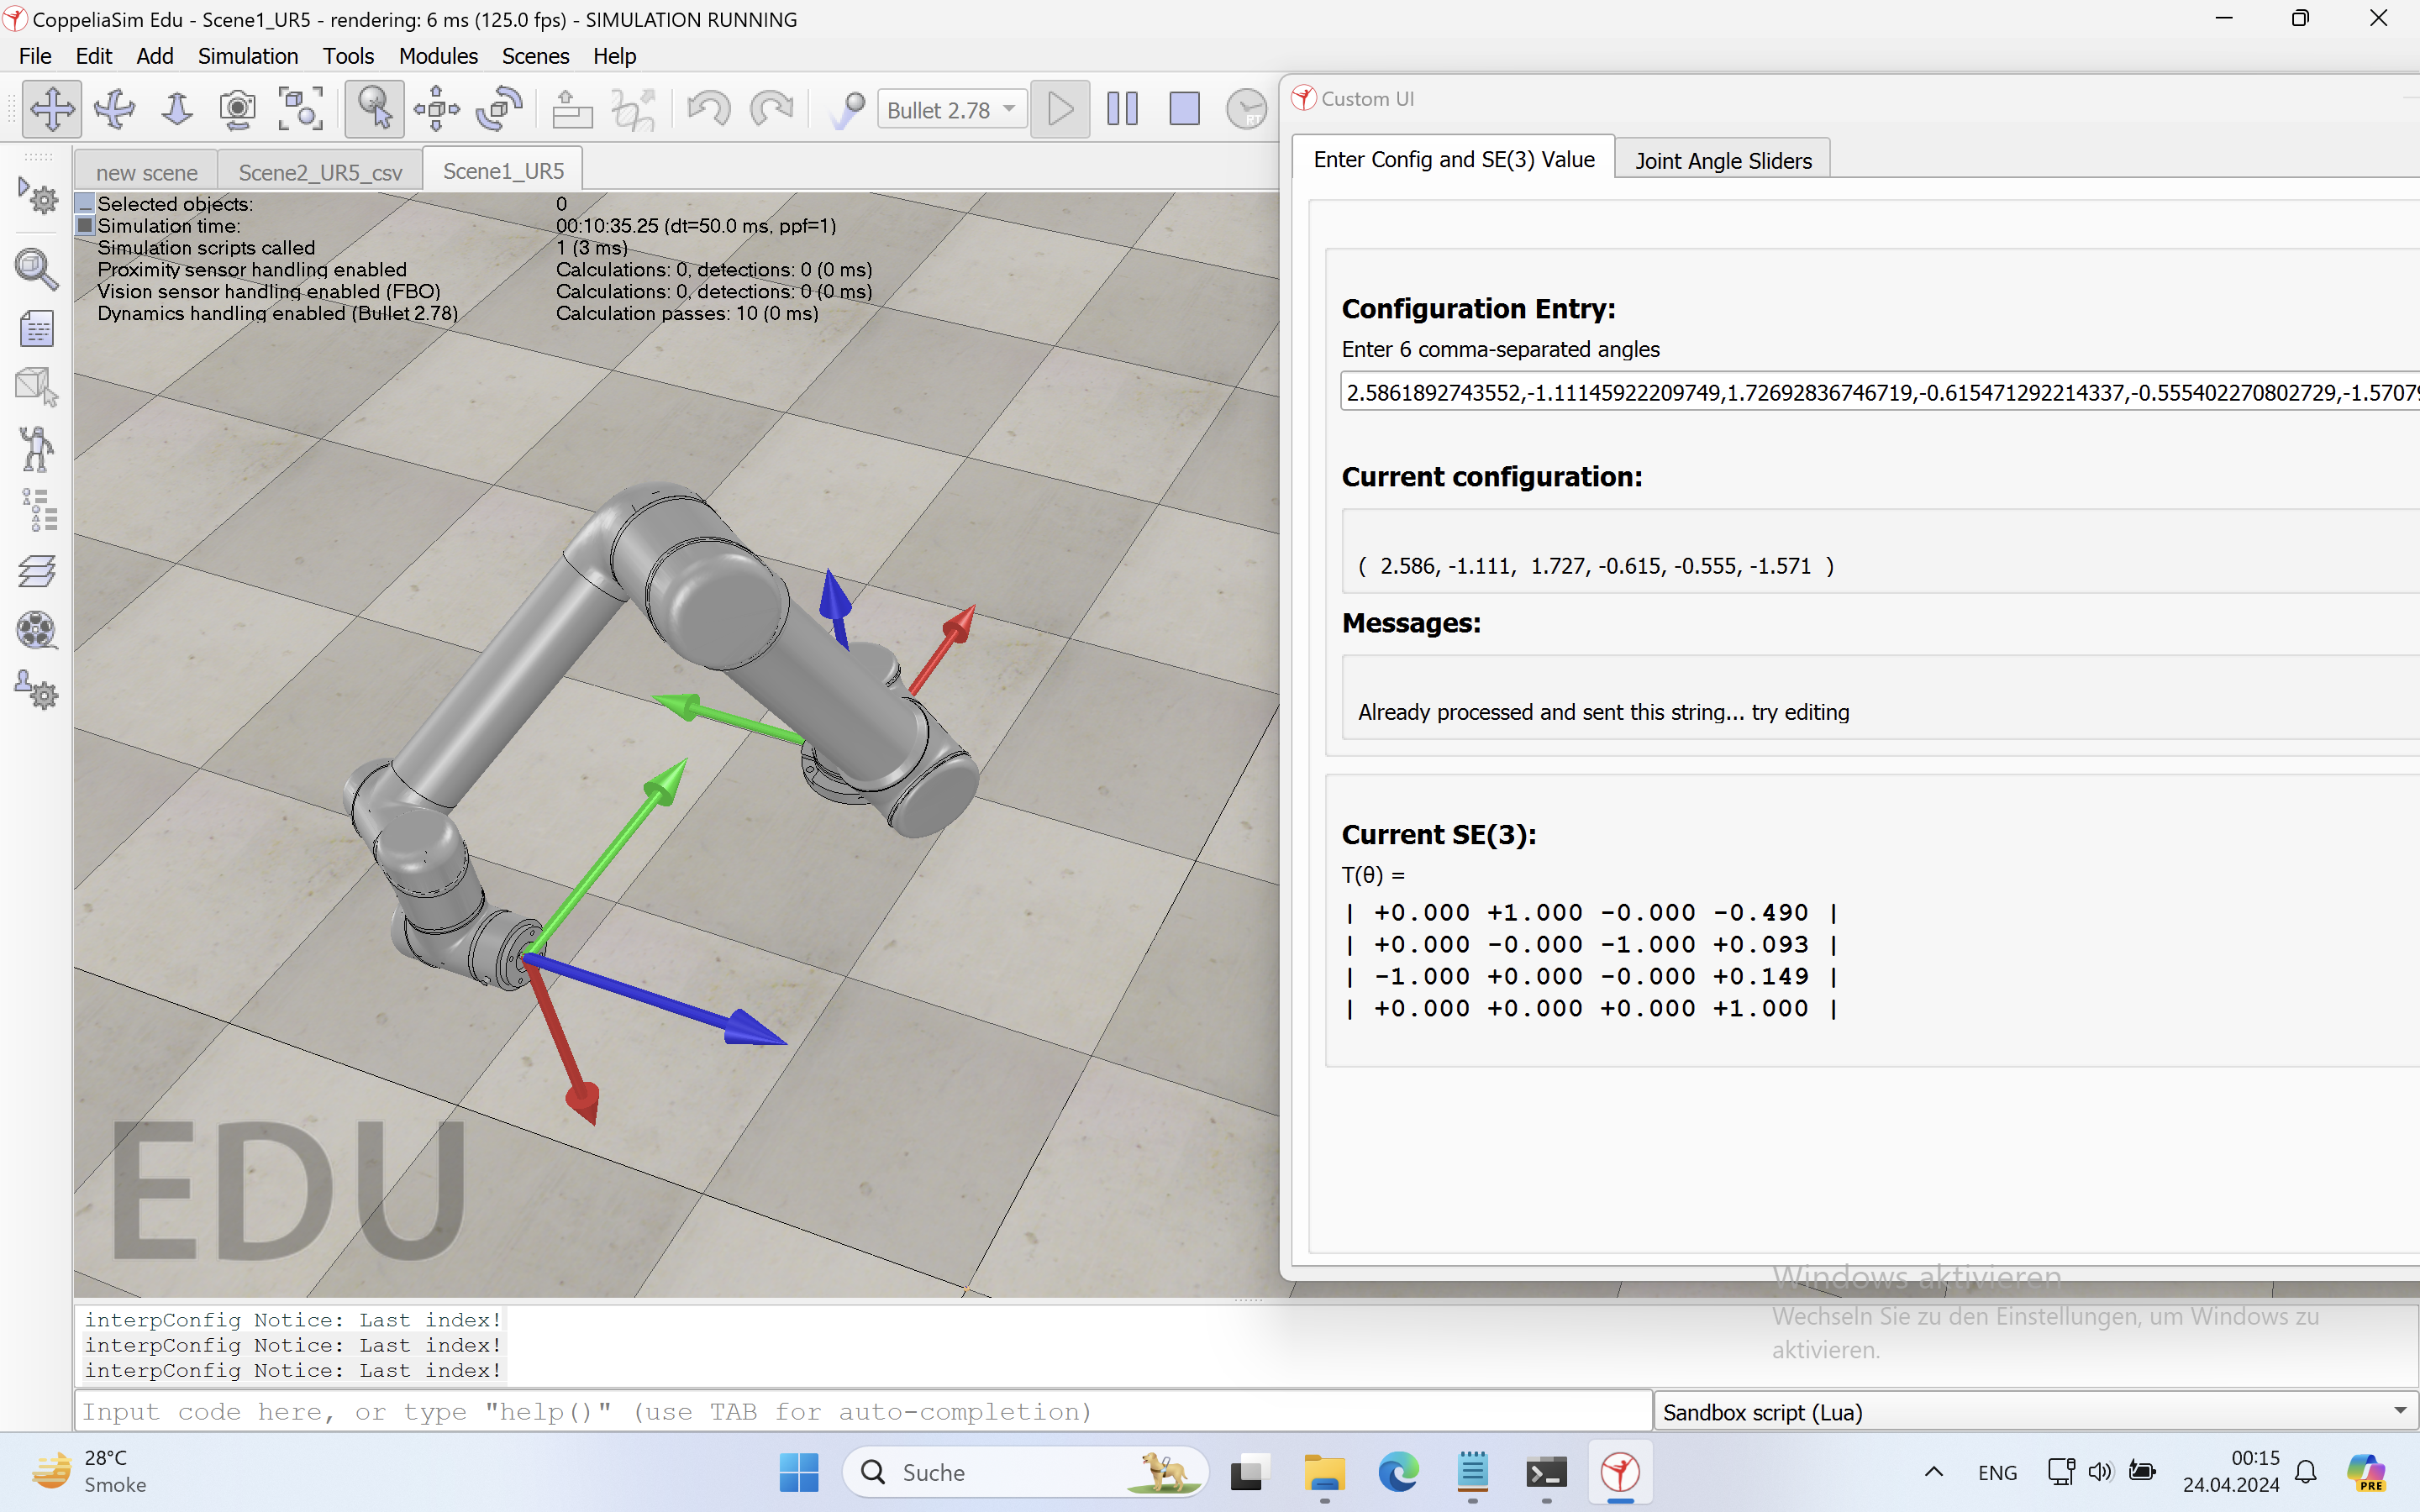 CoppeliaSim Edu - Scene1_UR5 - rendering: 6 ms (125.0 fps) - SIMULATION RUNNING
File Edit Add Simulation Tools Modules Scenes Help
Bullet 2.78
RT
new scene Scene2_UR5_csv Scene1_UR5
Selected objects: 0
Simulation time: 00:10:35.25 (dt=50.0 ms, ppf=1)
Simulation scripts called 1 (3 ms)
Proximity sensor handling enabled Calculations: 0, detections: 0 (0 ms)
Vision sensor handling enabled (FBO) Calculations: 0, detections: 0 (0 ms)
Dynamics handling enabled (Bullet 2.78) Calculation passes: 10 (0 ms)
EDU
Custom UI
Enter Config and SE(3) Value Joint Angle Sliders
Configuration Entry:
Enter 6 comma-separated angles
2.5861892743552,-1.11145922209749,1.72692836746719,-0.615471292214337,-0.555402270802729,-1.5707
Current configuration:
( 2.586, -1.111, 1.727, -0.615, -0.555, -1.571 )
Messages:
Already processed and sent this string... try editing
Current SE(3):
T(θ) =
| +0.000 +1.000 -0.000 -0.490 |
| +0.000 -0.000 -1.000 +0.093 |
| -1.000 +0.000 -0.000 +0.149 |
| +0.000 +0.000 +0.000 +1.000 |
Windows aktivieren
Wechseln Sie zu den Einstellungen, um Windows zu
aktivieren.
interpConfig Notice: Last index!
interpConfig Notice: Last index!
interpConfig Notice: Last index!
Input code here, or type "help()" (use TAB for auto-completion)
Sandbox script (Lua)
28°C
Smoke
Suche
ENG
00:15
24.04.2024
PRE